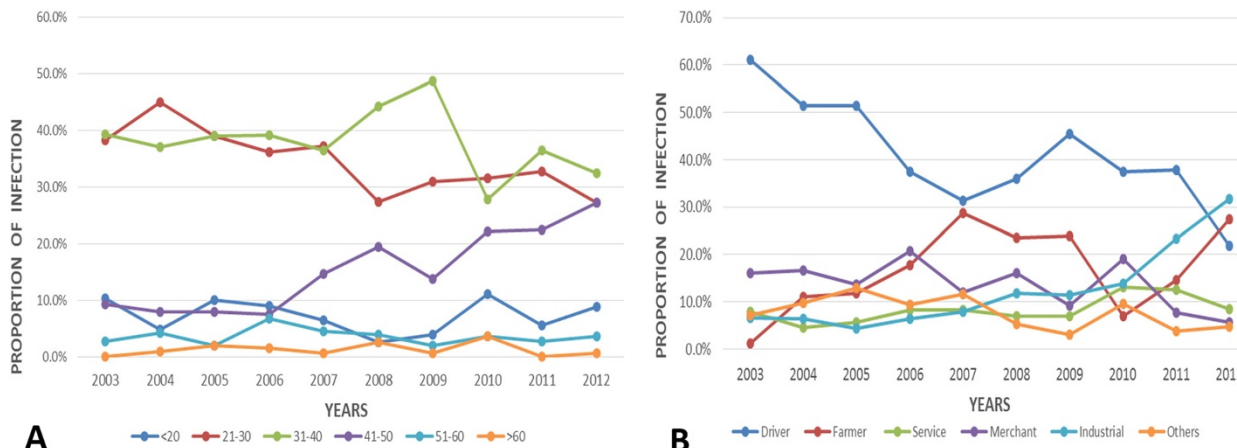 60.0%
50.0%
40.0%
30.0%
20.0%
10.0%
0.0%
PROPORTION OF INFECTION
2003 2004 2005 2006 2007 2008 2009 2010 2011 2012
YEARS
A
<20 21-30 31-40 41-50 51-60 >60
70.0%
60.0%
50.0%
40.0%
30.0%
20.0%
10.0%
0.0%
PROPORTION OF INFECTION
2003 2004 2005 2006 2007 2008 2009 2010 2011 201
YEARS
B
Driver Farmer Service Merchant Industrial Others